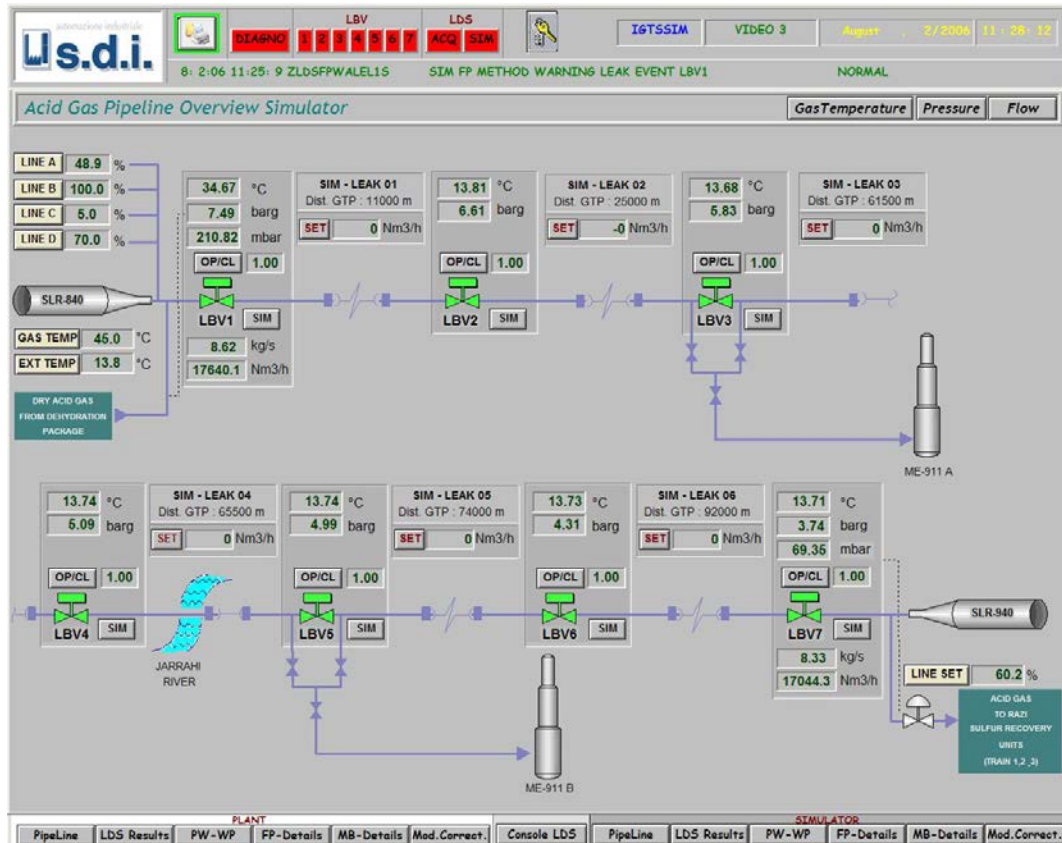 automazione industriale
s.d.i.
DIAGNO
LBV
1 2 3 4 5 6 7
LDS
ACQ SIM
IGTSSIM
VIDEO 3
August , 2/2006 11:28:12
8: 2:06 11:25: 9 ZLDSFPWALEL1S SIM FP METHOD WARNING LEAK EVENT LBV1 NORMAL
Acid Gas Pipeline Overview Simulator
GasTemperature Pressure Flow
LINE A 48.9 %
LINE B 100.0 %
LINE C 5.0 %
LINE D 70.0 %
SLR-840
GAS TEMP 45.0 °C
EXT TEMP 13.8 °C
DRY ACID GAS
FROM DEHYDRATION
PACKAGE
34.67 °C
7.49 barg
210.82 mbar
OP/CL 1.00
LBV1 SIM
8.62 kg/s
17640.1 Nm3/h
SIM - LEAK 01
Dist. GTP : 11000 m
SET 0 Nm3/h
13.81 °C
6.61 barg
OP/CL 1.00
LBV2 SIM
SIM - LEAK 02
Dist. GTP : 25000 m
SET -0 Nm3/h
13.68 °C
5.83 barg
OP/CL 1.00
LBV3 SIM
SIM - LEAK 03
Dist. GTP : 61500 m
SET 0 Nm3/h
ME-911 A
13.74 °C
5.09 barg
OP/CL 1.00
LBV4 SIM
SIM - LEAK 04
Dist. GTP : 65500 m
SET 0 Nm3/h
JARRAHI
RIVER
13.74 °C
4.99 barg
OP/CL 1.00
LBV5 SIM
SIM - LEAK 05
Dist. GTP : 74000 m
SET 0 Nm3/h
13.73 °C
4.31 barg
OP/CL 1.00
LBV6 SIM
ME-911 B
SIM - LEAK 06
Dist. GTP : 92000 m
SET 0 Nm3/h
13.71 °C
3.74 barg
69.35 mbar
OP/CL 1.00
LBV7 SIM
8.33 kg/s
17044.3 Nm3/h
SLR-940
LINE SET 60.2 %
ACID GAS
TO RAZI
SULFUR RECOVERY
UNITS
(TRAIN 1,2 ,3)
PLANT
PipeLine LDS Results PW-WP FP-Details MB-Details Mod.Correct.
Console LDS
SIMULATOR
PipeLine LDS Results PW-WP FP-Details MB-Details Mod.Correct.